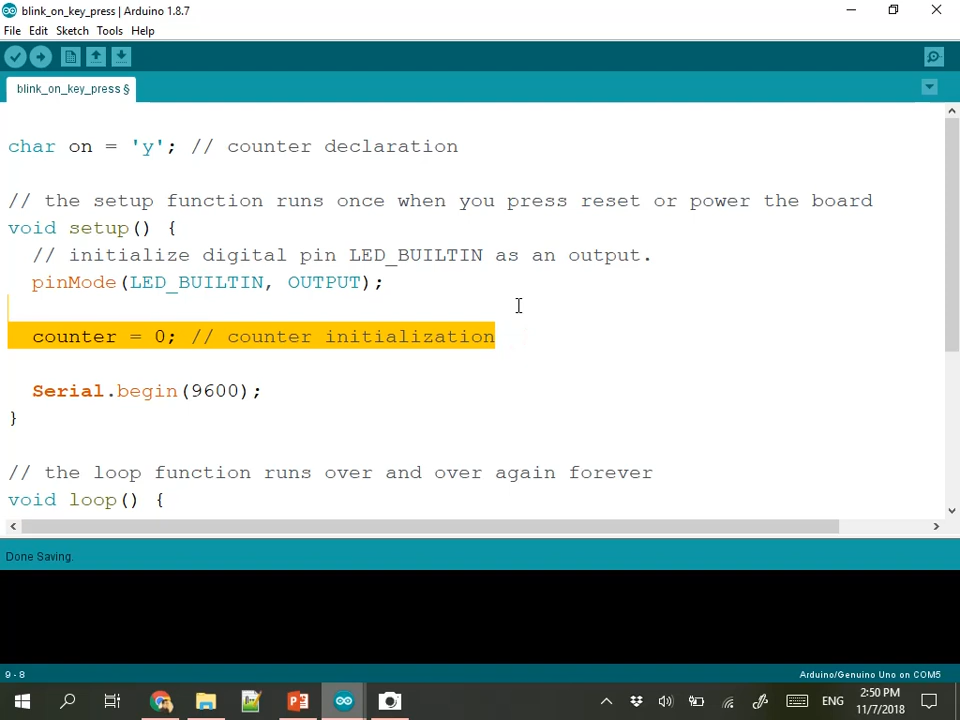 blink_on_key_press | Arduino 1.8.7
File Edit Sketch Tools Help
blink_on_key_press §
char on = 'y'; // counter declaration
// the setup function runs once when you press reset or power the board
void setup() {
// initialize digital pin LED_BUILTIN as an output.
pinMode(LED_BUILTIN, OUTPUT);
counter = 0; // counter initialization
Serial.begin(9600);
}
// the loop function runs over and over again forever
void loop() {
Done Saving.
9 - 8
Arduino/Genuino Uno on COM5
ENG
2:50 PM
11/7/2018